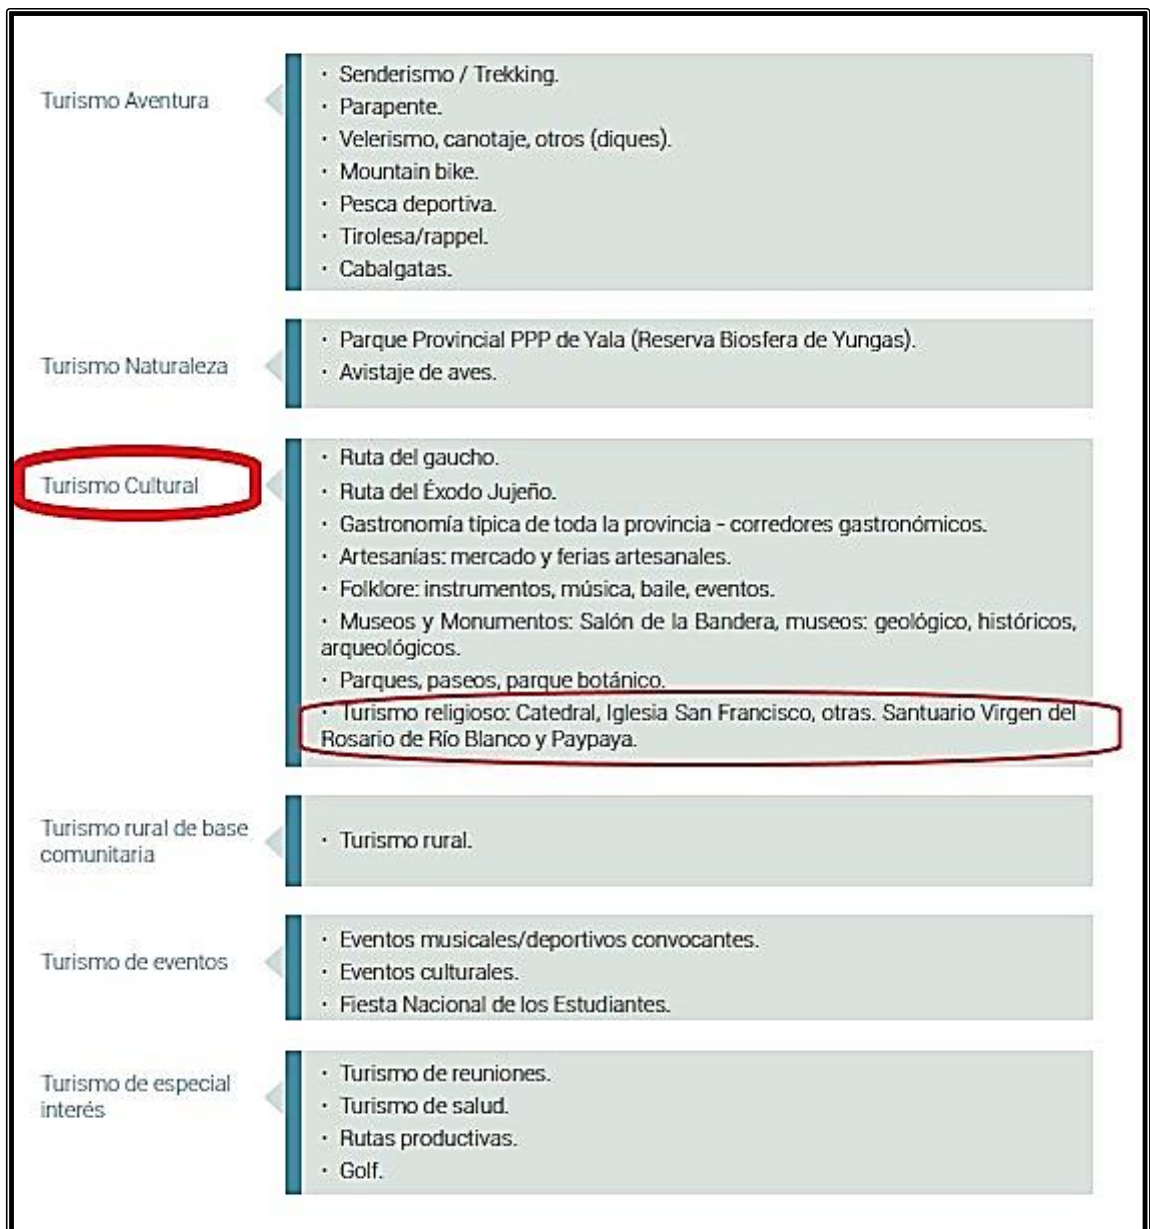 Turismo Aventura
· Senderismo / Trekking.
· Parapente.
· Velerismo, canotaje, otros (diques).
· Mountain bike.
· Pesca deportiva.
· Tirolesa/rappel.
· Cabalgatas.
Turismo Naturaleza
· Parque Provincial PPP de Yala (Reserva Biosfera de Yungas).
· Avistaje de aves.
Turismo Cultural
· Ruta del gaucho.
· Ruta del Éxodo Jujeño.
· Gastronomía típica de toda la provincia - corredores gastronómicos.
· Artesanías: mercado y ferias artesanales.
· Folklore: instrumentos, música, baile, eventos.
· Museos y Monumentos: Salón de la Bandera, museos: geológico, históricos,
arqueológicos.
· Parques, paseos, parque botánico.
· Turismo religioso: Catedral, Iglesia San Francisco, otras. Santuario Virgen del
Rosario de Río Blanco y Paypaya.
Turismo rural de base
comunitaria
· Turismo rural.
Turismo de eventos
· Eventos musicales/deportivos convocantes.
· Eventos culturales.
· Fiesta Nacional de los Estudiantes.
Turismo de especial
interés
· Turismo de reuniones.
· Turismo de salud.
· Rutas productivas.
· Golf.